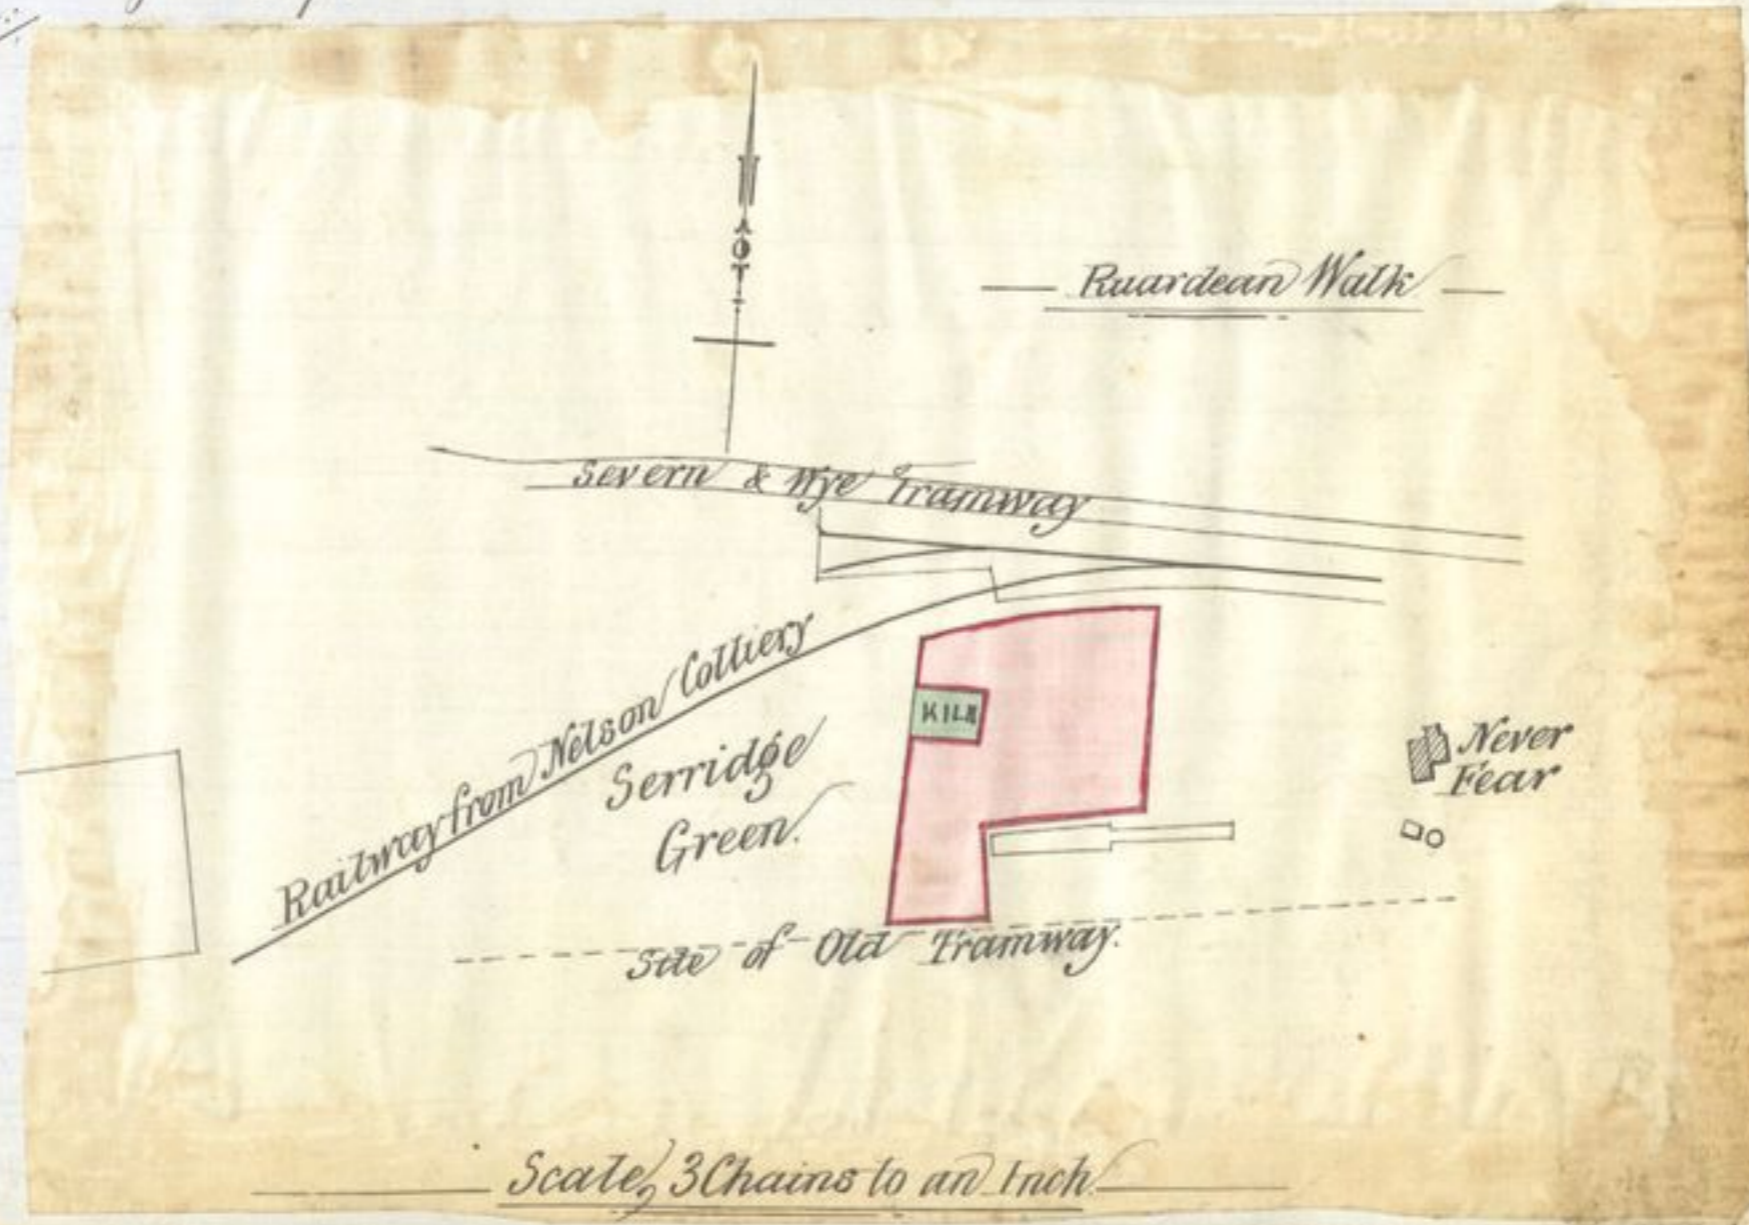 Ruardean Walk
Severn & Wye Tramway
Railway from Nelson Colliery
KILN
Serridge
Green.
Never
Fear
Site of Old Tramway.
Scale, 3 Chains to an Inch